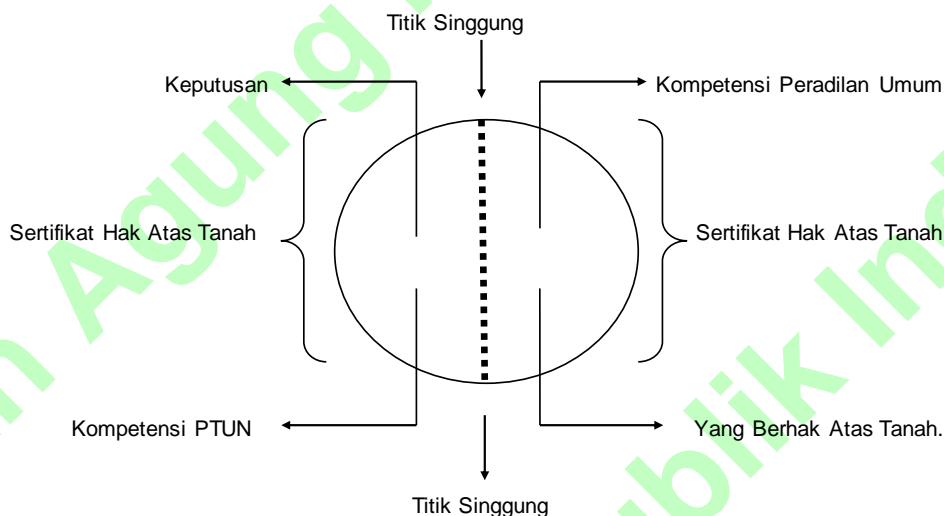 Titik Singgung
Keputusan
Kompetensi Peradilan Umum
Sertifikat Hak Atas Tanah
Sertifikat Hak Atas Tanah
Kompetensi PTUN
Yang Berhak Atas Tanah.
Titik Singgung
Agung